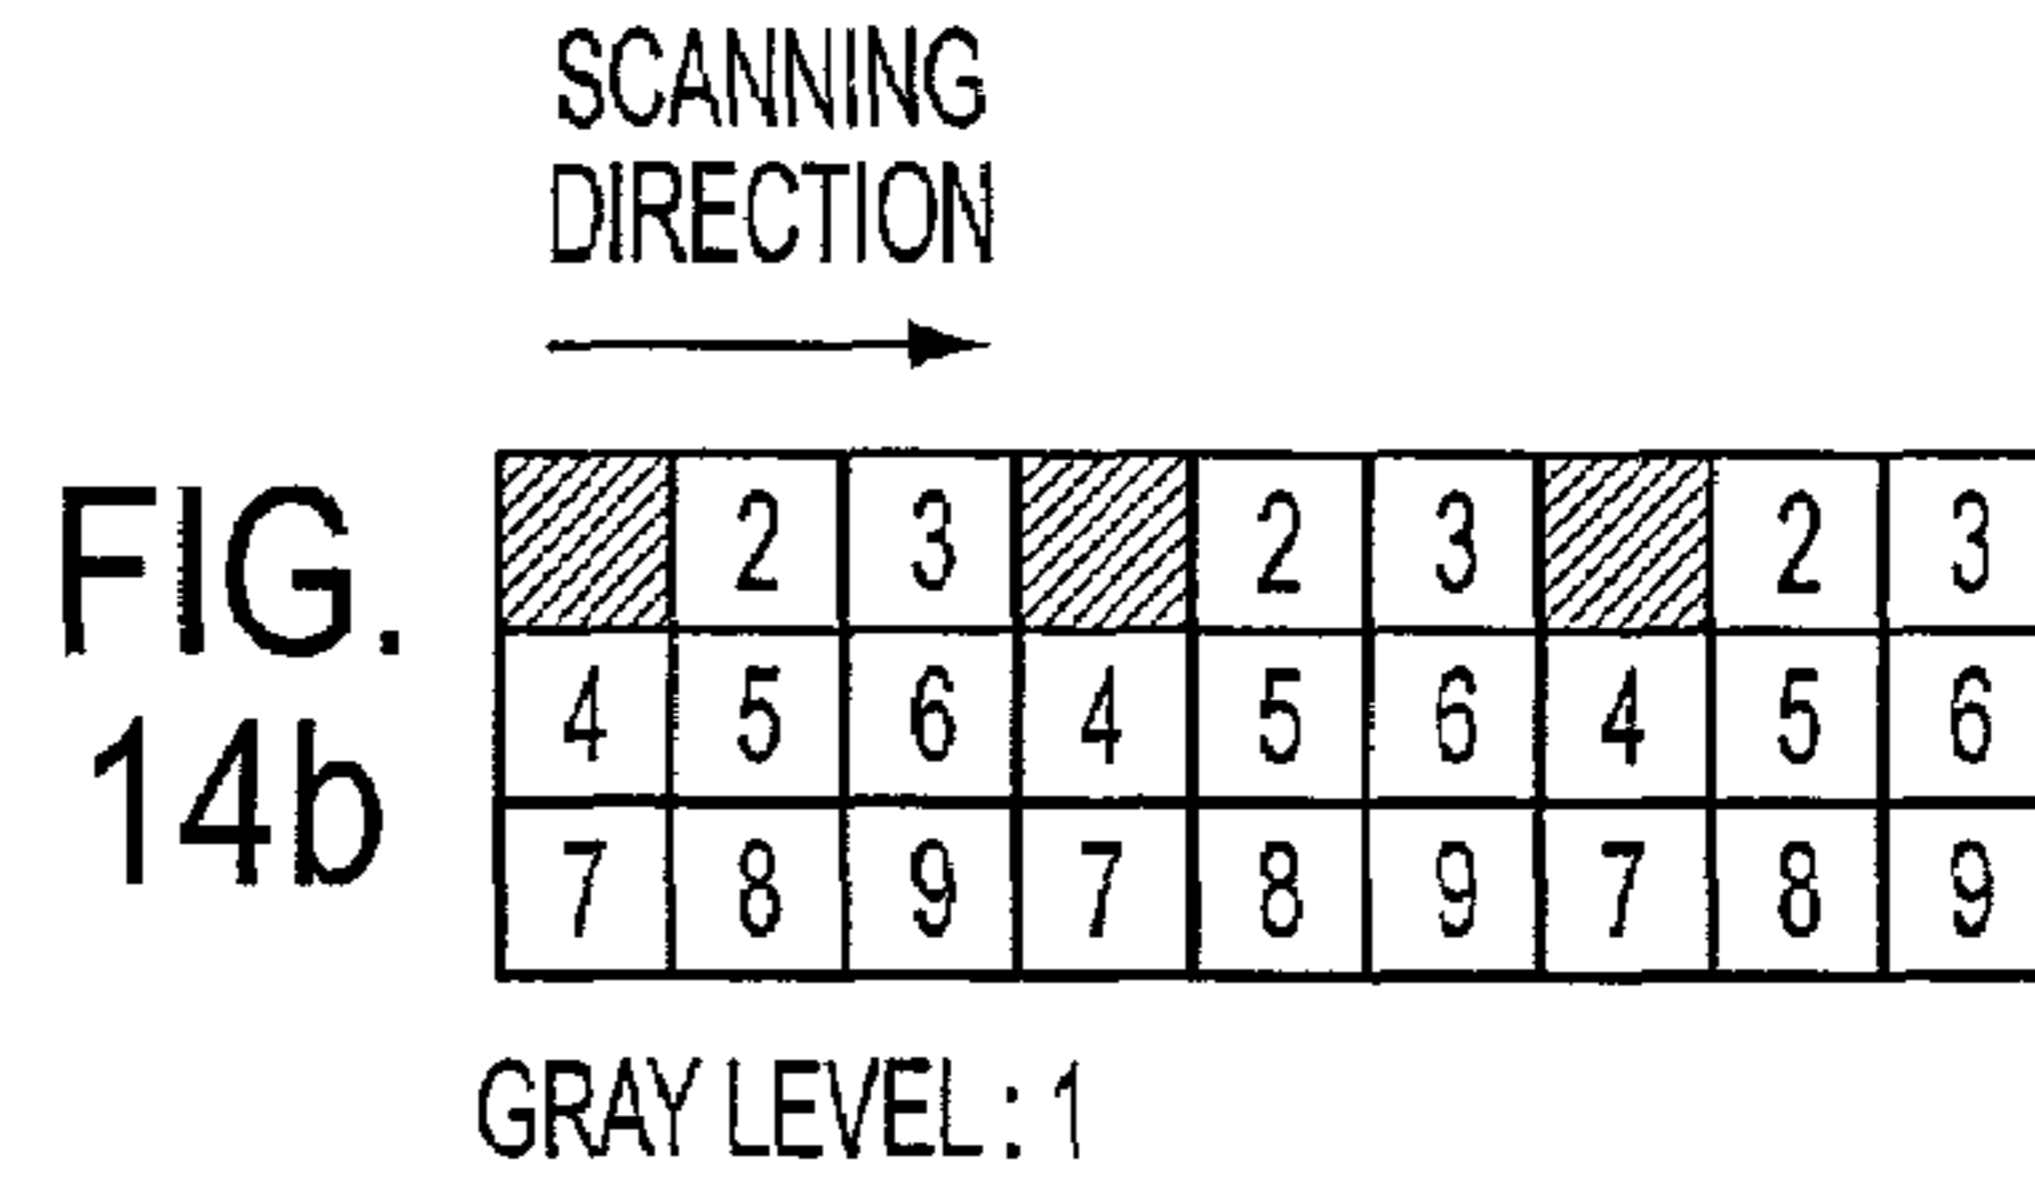 SCANNING
DIRECTION
FIG.
14b
2 3 2 3 2 3
4 5 6 4 5 6 4 5 6
7 8 9 7 8 9 7 8 9
GRAY LEVEL : 1